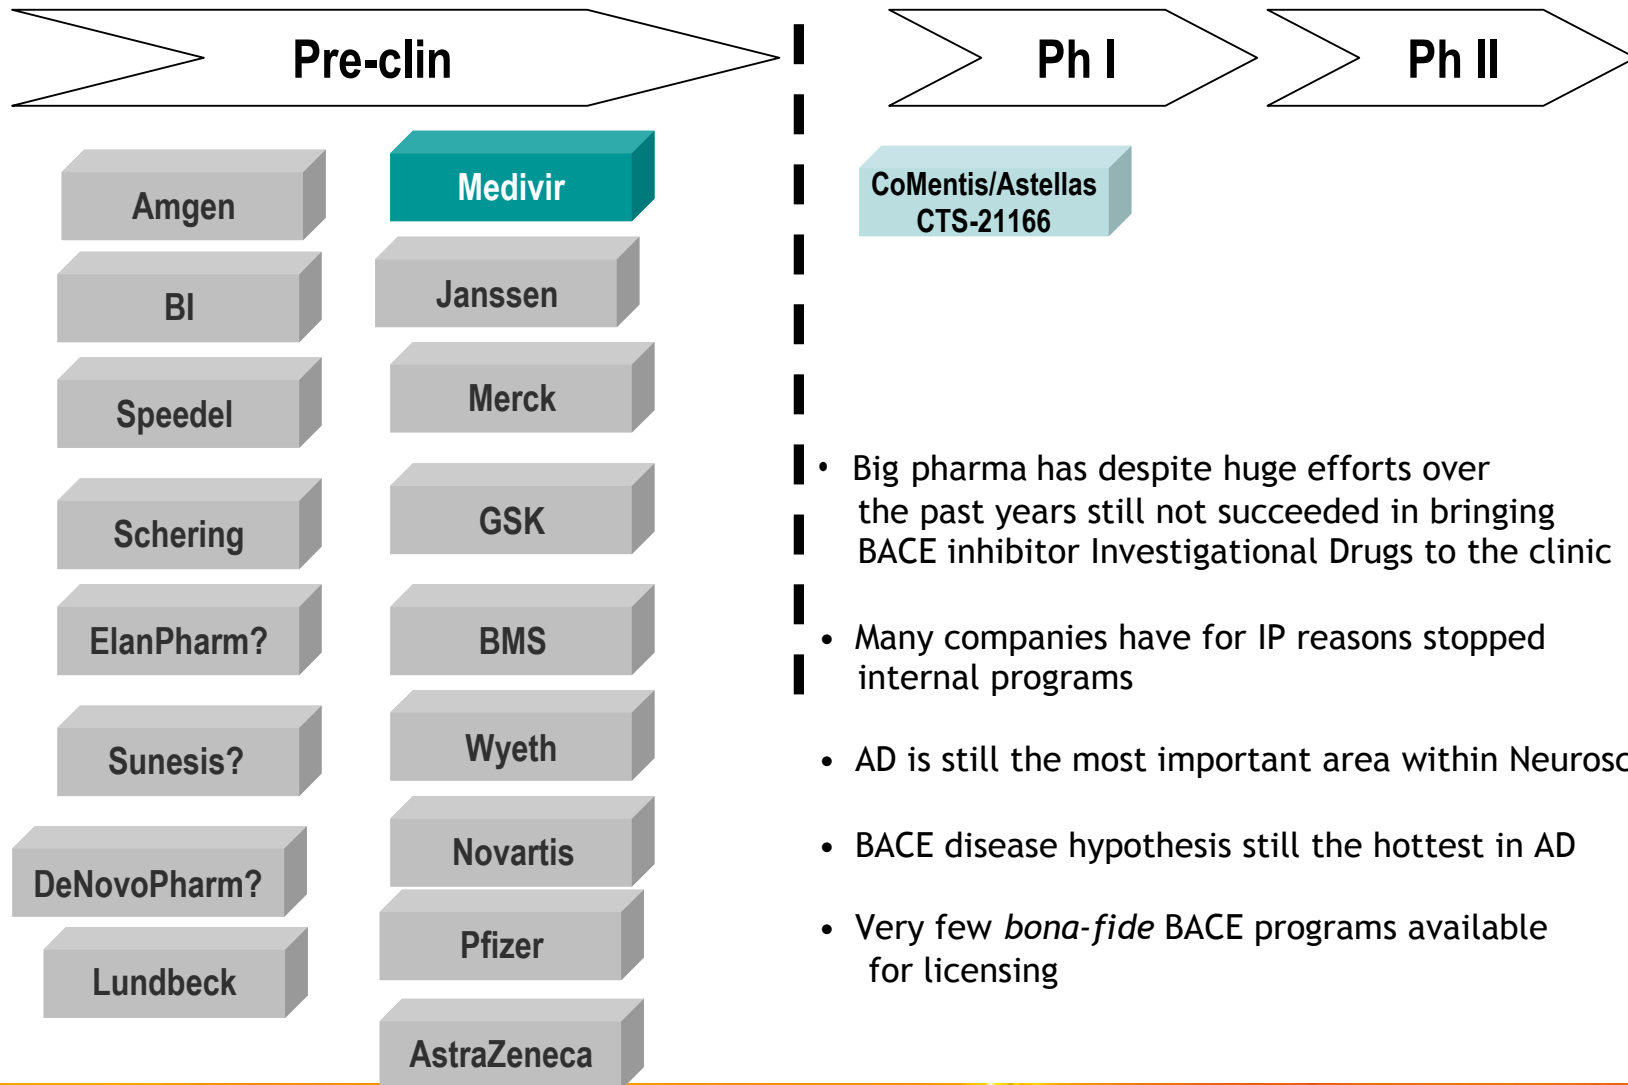 Pre-clin
Ph I
Ph II
Amgen
BI
Speedel
Schering
ElanPharm?
Sunesis?
DeNovoPharm?
Lundbeck
Medivir
Janssen
Merck
GSK
BMS
Wyeth
Novartis
Pfizer
AstraZeneca
CoMentis/Astellas
CTS-21166
• Big pharma has despite huge efforts over
the past years still not succeeded in bringing
BACE inhibitor Investigational Drugs to the clinic
• Many companies have for IP reasons stopped
internal programs
• AD is still the most important area within Neurosc
• BACE disease hypothesis still the hottest in AD
• Very few bona-fide BACE programs available
for licensing